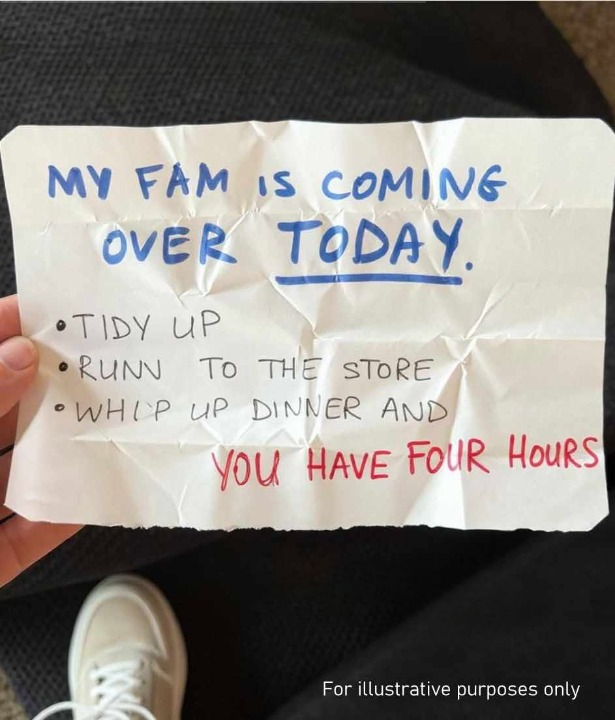 MY FAM IS COMING
OVER TODAY.
• TIDY UP
• RUNN TO THE STORE
• WHIP UP DINNER AND
YOU HAVE FOUR HOURS
For illustrative purposes only